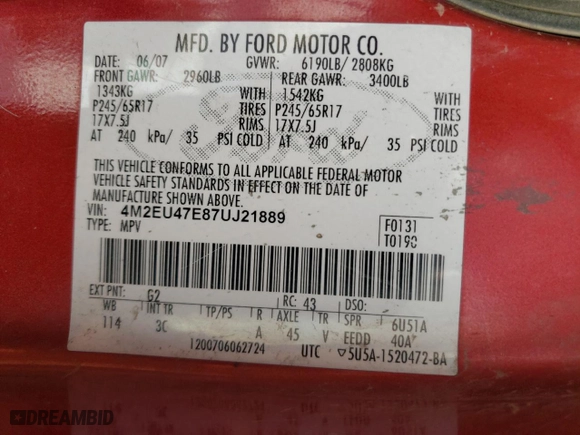 MFD. BY FORD MOTOR CO.
DATE: 06/07 GVWR: 6190LB/ 2808KG
FRONT GAWR: 2960LB REAR GAWR: 3400LB
1343KG WITH 1542KG WITH
P245/65R17 TIRES P245/65R17 TIRES
17X7.5J RIMS 17X7.5J RIMS
AT 240 kPa/ 35 PSI COLD AT 240 kPa/ 35 PSI COLD
Ford
THIS VEHICLE CONFORMS TO ALL APPLICABLE FEDERAL MOTOR
VEHICLE SAFETY STANDARDS IN EFFECT ON THE DATE OF
MANUFACTURE SHOWN ABOVE.
VIN: 4M2EU47E87UJ21889
TYPE: MPV
F0131
T0190
EXT PNT: G2 RC: 43 DSO:
WB INT TR TP/PS R AXLE TR SPR 6U51A
114 3C A 45 V EEDD 40A
1200706062724 UTC ▽5U5A-1520472-BA
DREAMBID